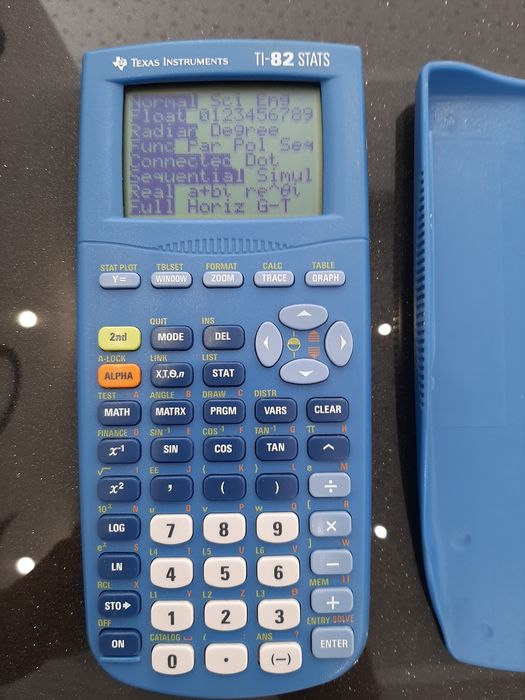 TEXAS INSTRUMENTS TI-82 STATS
Normal Sci Eng
Float 0123456789
Radian Degree
Func Par Pol Seq
Connected Dot
Sequential Simul
Real a+bi re^θi
Full Horiz G-T
STAT PLOT TBLSET FORMAT CALC TABLE
Y= WINDOW ZOOM TRACE GRAPH
QUIT INS
2nd MODE DEL
A-LOCK LINK LIST
ALPHA X,T,Θ,n STAT
TEST A ANGLE B DRAW C DISTR
MATH MATRX PRGM VARS CLEAR
FINANCE D SIN⁻¹ E COS⁻¹ F TAN⁻¹ G π H
x⁻¹ SIN COS TAN ^
√ I EE J { K } L e M
x² , ( ) ÷
10ˣ N u O v P w Q [ R
LOG 7 8 9 ×
eˣ S L4 T L5 U L6 V ] W
LN 4 5 6 −
RCL X L1 Y L2 Z L3 θ MEM "
STO▸ 1 2 3 +
OFF CATALOG ⎵ i : ANS ? ENTRY SOLVE
ON 0 . (−) ENTER